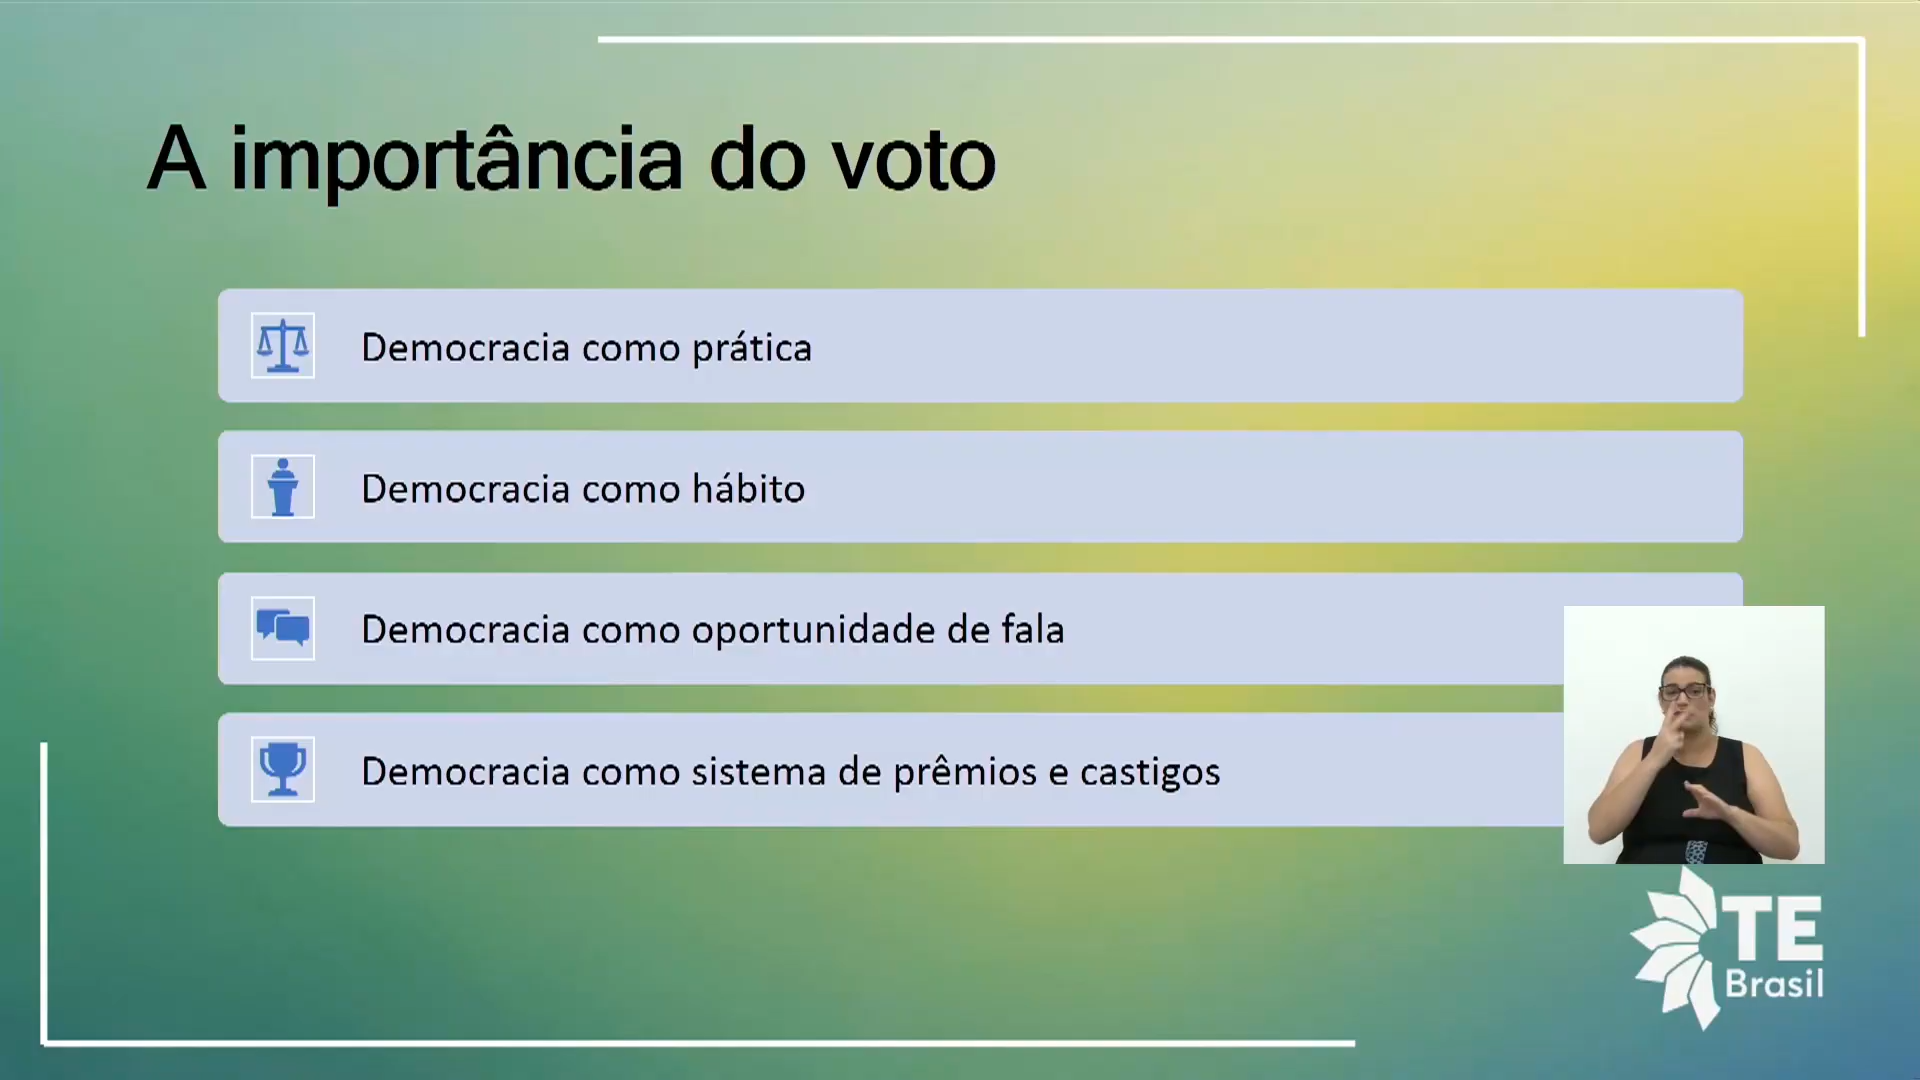 A importância do voto
Democracia como prática
Democracia como hábito
Democracia como oportunidade de fala
Democracia como sistema de prêmios e castigos
TE
Brasil